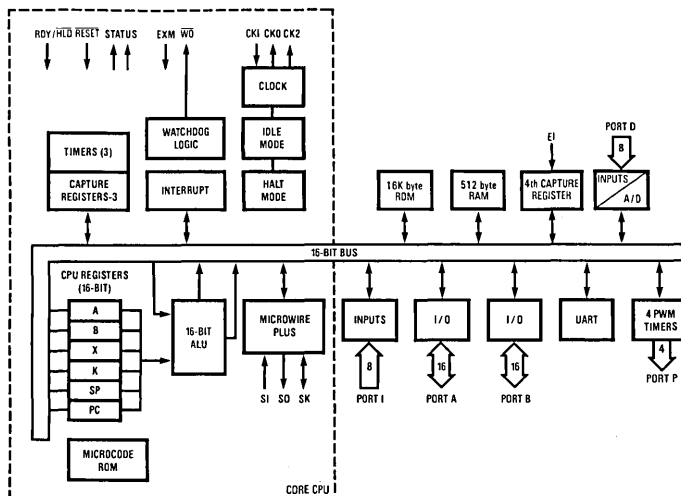 RDY/HLD RESET STATUS EXM WO CKI CKO CK2
CLOCK
WATCHDOG
LOGIC
IDLE
MODE
TIMERS (3)
CAPTURE
REGISTERS-3
INTERRUPT
HALT
MODE
EI
PORT D
8
16K byte
ROM
512 byte
RAM
4th CAPTURE
REGISTER
INPUTS
A/D
16-BIT BUS
CPU REGISTERS
(16-BIT)
A
B
X
K
SP
PC
16-BIT
ALU
MICROWIRE
PLUS
SI SO SK
INPUTS
I/O
I/O
UART
4 PWM
TIMERS
8
16
16
4
PORT I
PORT A
PORT B
PORT P
MICROCODE
ROM
CORE CPU